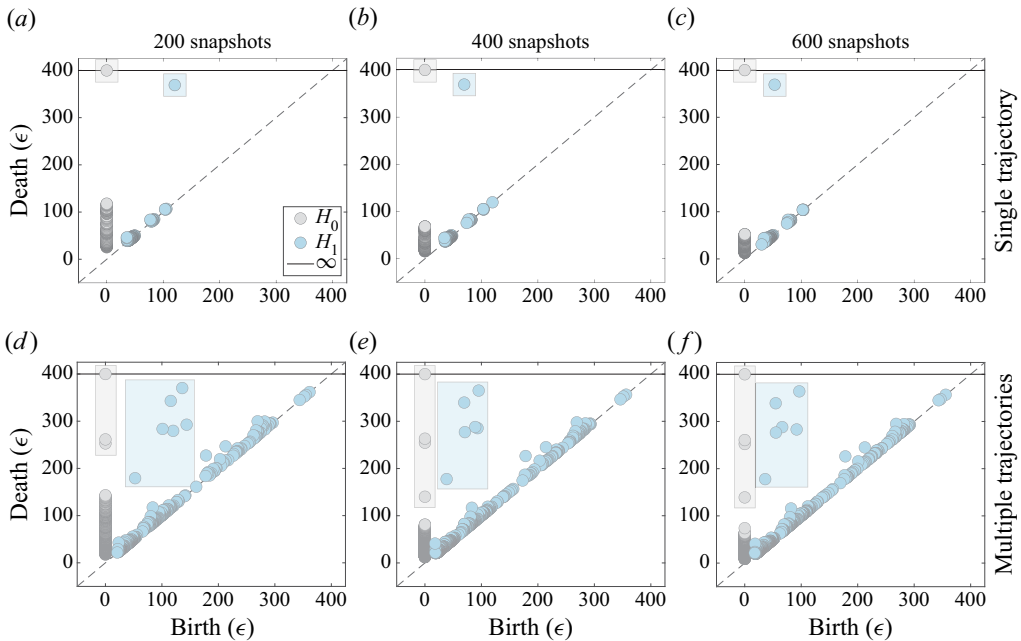 (a)
(b)
(c)
200 snapshots
400 snapshots
600 snapshots
400
300
200
100
0
Death (ϵ)
H0
H1
∞
0 100 200 300 400
400
300
200
100
0
0 100 200 300 400
400
300
200
100
0
0 100 200 300 400
Single trajectory
(d)
(e)
(f)
400
300
200
100
0
Death (ϵ)
0 100 200 300 400
Birth (ϵ)
400
300
200
100
0
0 100 200 300 400
Birth (ϵ)
400
300
200
100
0
0 100 200 300 400
Birth (ϵ)
Multiple trajectories